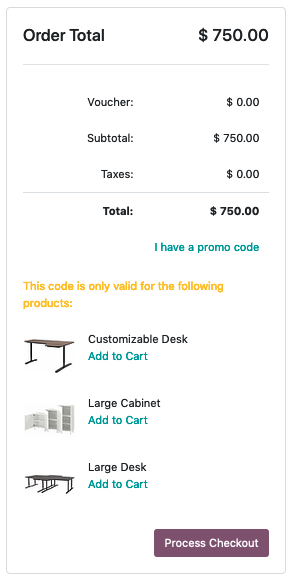 Order Total $ 750.00
Voucher: $ 0.00
Subtotal: $ 750.00
Taxes: $ 0.00
Total: $ 750.00
I have a promo code
This code is only valid for the following
products:
Customizable Desk
Add to Cart
Large Cabinet
Add to Cart
Large Desk
Add to Cart
Process Checkout